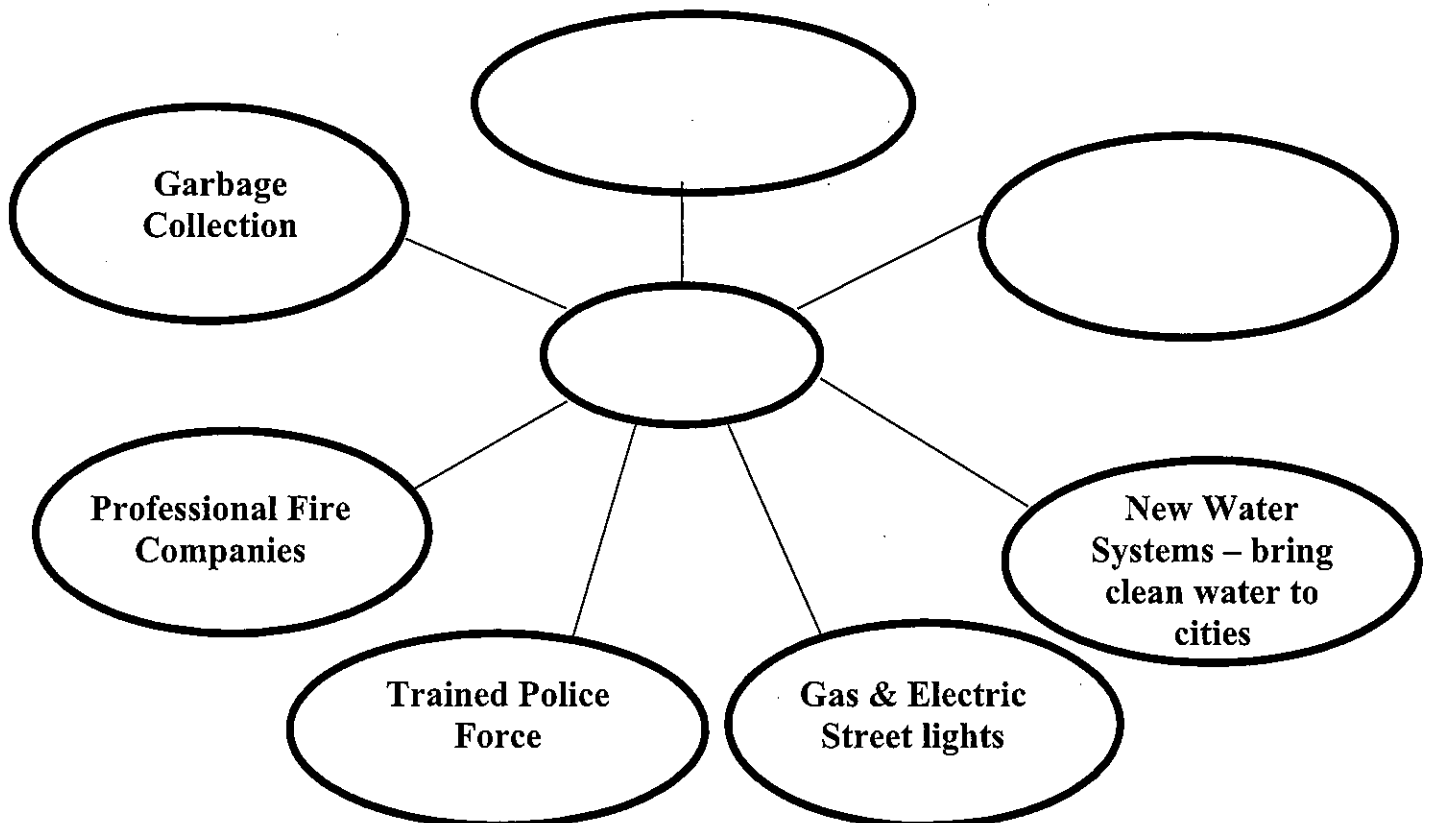 Garbage
Collection
Professional Fire
Companies
New Water
Systems – bring
clean water to
cities
Trained Police
Force
Gas & Electric
Street lights